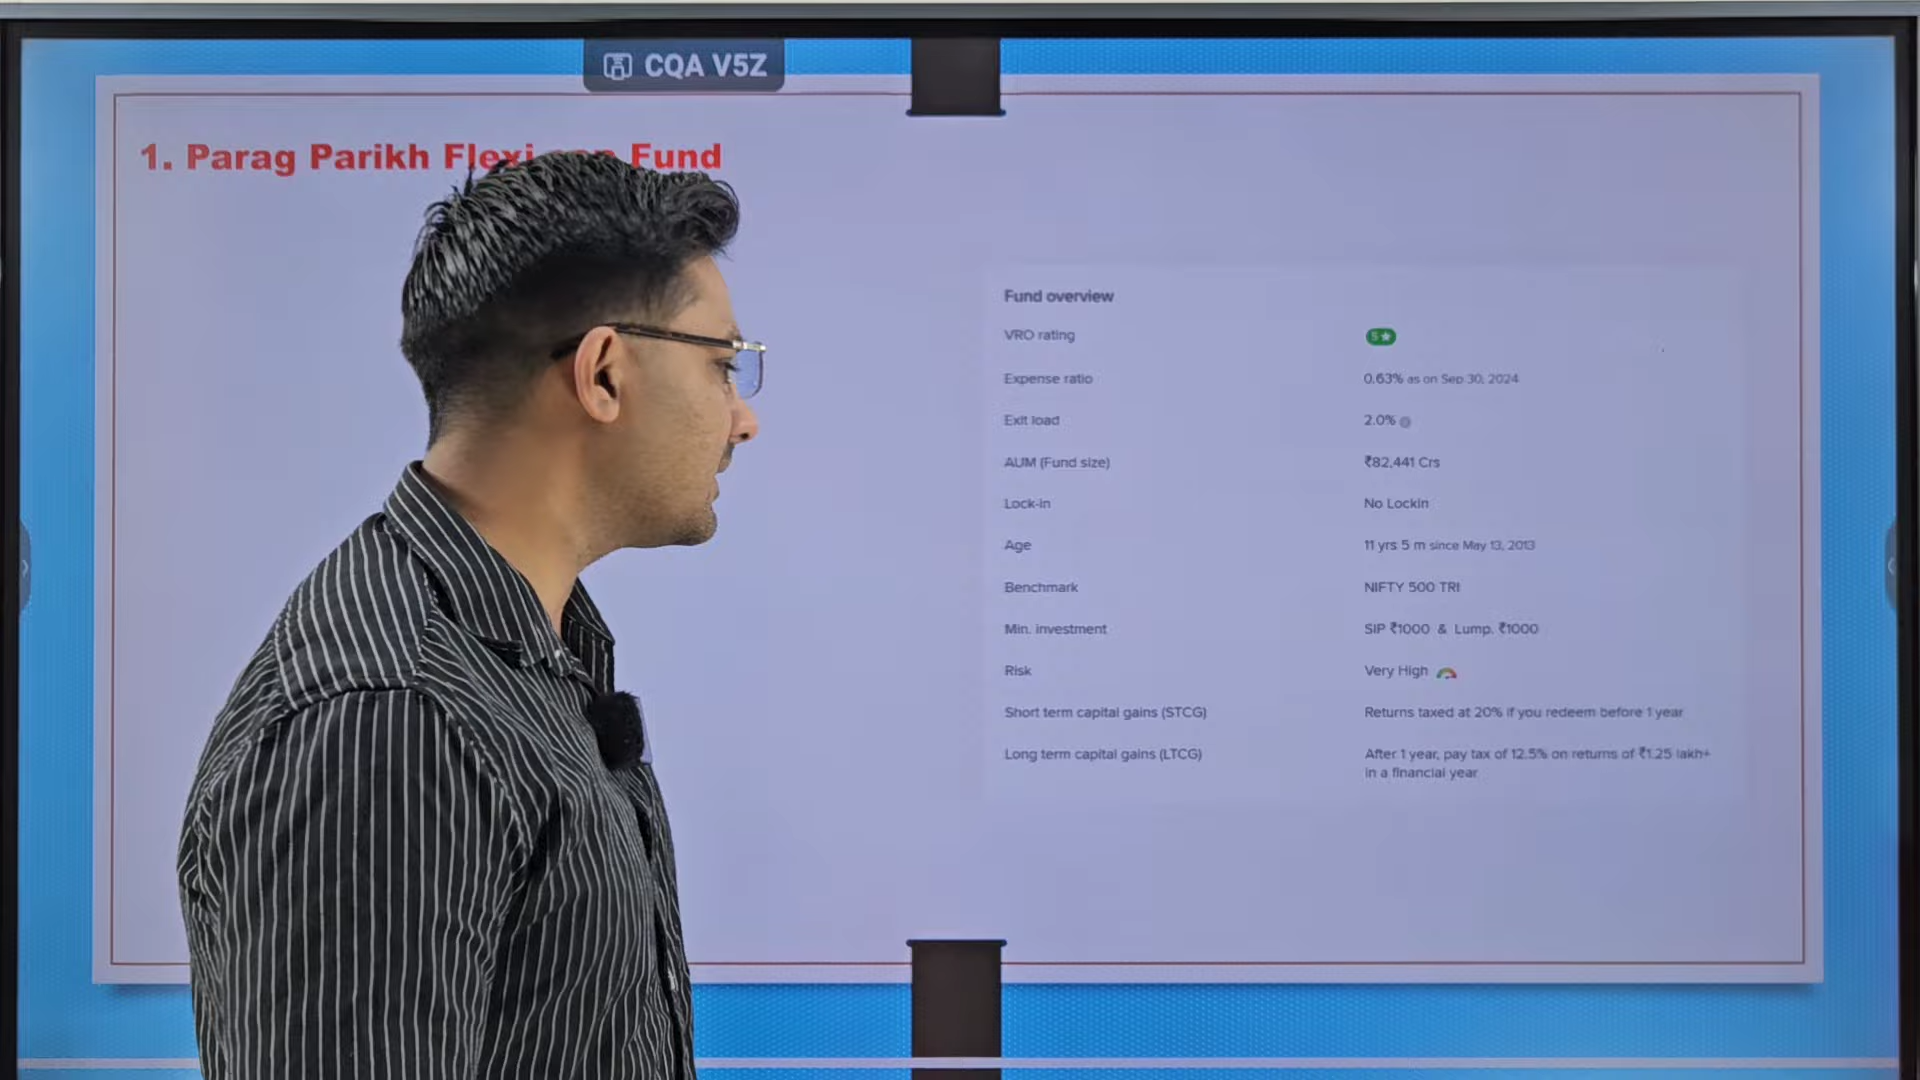 CQA V5Z
1. Parag Parikh Flexi Fund
Fund overview
VRO rating 5★
Expense ratio 0.63% as on Sep 30, 2024
Exit load 2.0%
AUM (Fund size) ₹82,441 Crs
Lock-in No Lockin
Age 11 yrs 5 m since May 13, 2013
Benchmark NIFTY 500 TRI
Min. investment SIP ₹1000 & Lump. ₹1000
Risk Very High
Short term capital gains (STCG) Returns taxed at 20% if you redeem before 1 year
Long term capital gains (LTCG) After 1 year, pay tax of 12.5% on returns of ₹1.25 lakh+
in a financial year